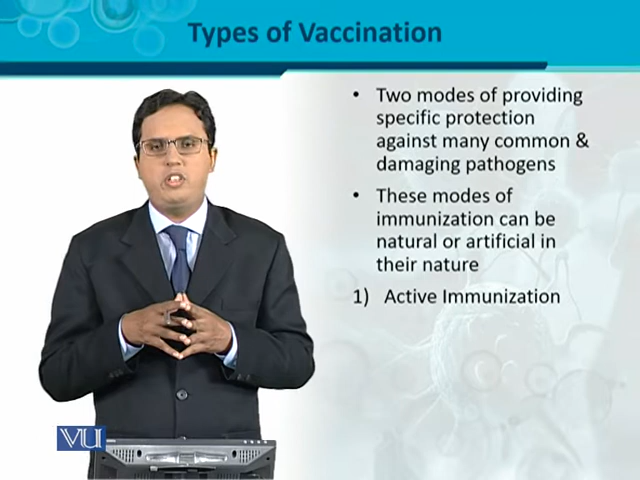 Types of Vaccination
• Two modes of providing
specific protection
against many common &
damaging pathogens
• These modes of
immunization can be
natural or artificial in
their nature
1) Active Immunization
VU